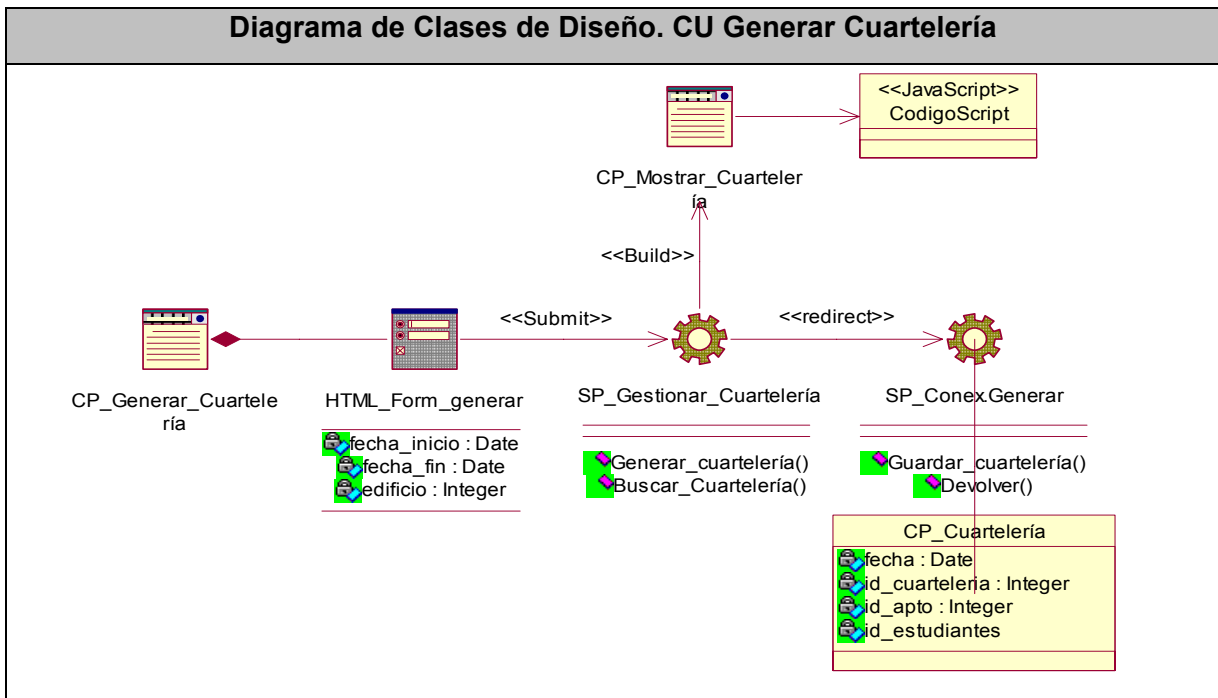 Diagrama de Clases de Diseño. CU Generar Cuartelería
<<JavaScript>>
CodigoScript
CP_Mostrar_Cuarteler
ía
<<Build>>
<<Submit>>
<<redirect>>
CP_Generar_Cuartele
ría
HTML_Form_generar
fecha_inicio : Date
fecha_fin : Date
edificio : Integer
SP_Gestionar_Cuartelería
Generar_cuartelería()
Buscar_Cuartelería()
SP_Conex.Generar
Guardar_cuartelería()
Devolver()
CP_Cuartelería
fecha : Date
id_cuarteleria : Integer
id_apto : Integer
id_estudiantes